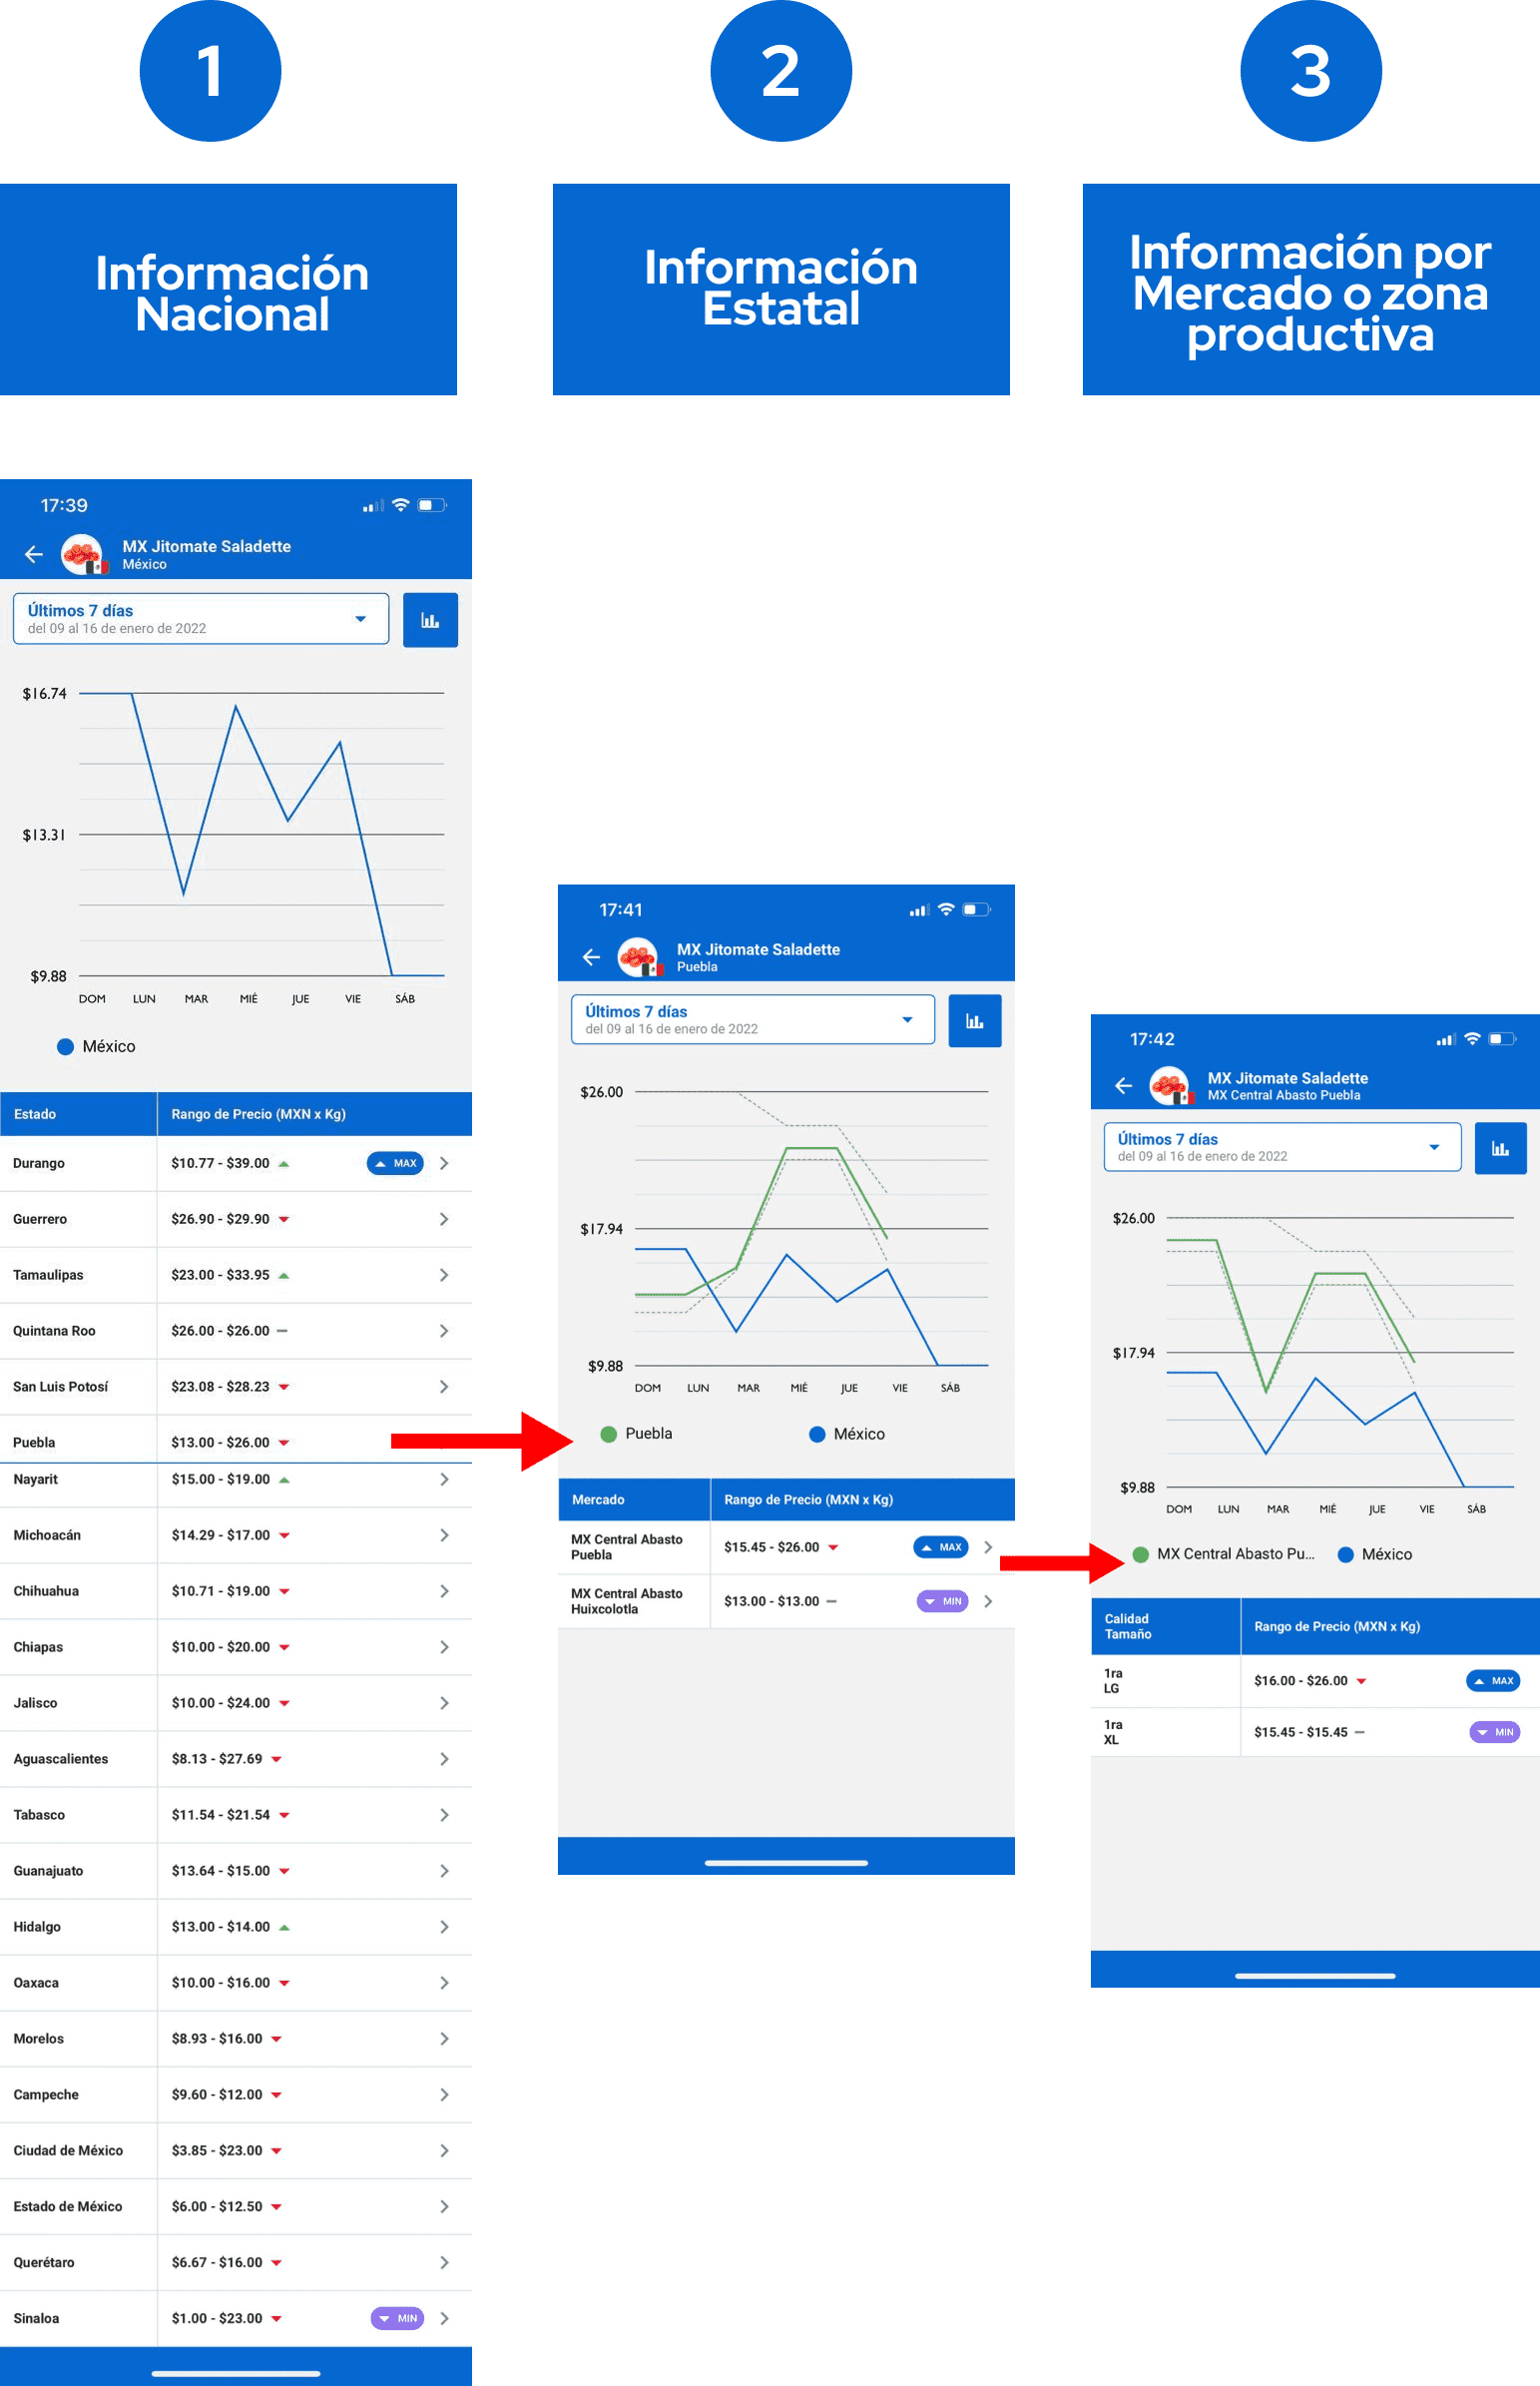 1
2
3
Información
Nacional
Información
Estatal
Información por
Mercado o zona
productiva
17:39
MX Jitomate Saladette
México
Últimos 7 días
del 09 al 16 de enero de 2022
$16.74
$13.31
$9.88
DOM LUN MAR MIÉ JUE VIE SÁB
México
Estado Rango de Precio (MXN x Kg)
Durango $10.77 - $39.00 MAX
Guerrero $26.90 - $29.90
Tamaulipas $23.00 - $33.95
Quintana Roo $26.00 - $26.00
San Luis Potosí $23.08 - $28.23
Puebla $13.00 - $26.00
Nayarit $15.00 - $19.00
Michoacán $14.29 - $17.00
Chihuahua $10.71 - $19.00
Chiapas $10.00 - $20.00
Jalisco $10.00 - $24.00
Aguascalientes $8.13 - $27.69
Tabasco $11.54 - $21.54
Guanajuato $13.64 - $15.00
Hidalgo $13.00 - $14.00
Oaxaca $10.00 - $16.00
Morelos $8.93 - $16.00
Campeche $9.60 - $12.00
Ciudad de México $3.85 - $23.00
Estado de México $6.00 - $12.50
Querétaro $6.67 - $16.00
Sinaloa $1.00 - $23.00 MIN
17:41
MX Jitomate Saladette
Puebla
Últimos 7 días
del 09 al 16 de enero de 2022
$26.00
$17.94
$9.88
DOM LUN MAR MIÉ JUE VIE SÁB
Puebla México
Mercado Rango de Precio (MXN x Kg)
MX Central Abasto
Puebla $15.45 - $26.00 MAX
MX Central Abasto
Huixcolotla $13.00 - $13.00 MIN
17:42
MX Jitomate Saladette
MX Central Abasto Puebla
Últimos 7 días
del 09 al 16 de enero de 2022
$26.00
$17.94
$9.88
DOM LUN MAR MIÉ JUE VIE SÁB
MX Central Abasto Pu... México
Calidad
Tamaño Rango de Precio (MXN x Kg)
1ra
LG $16.00 - $26.00 MAX
1ra
XL $15.45 - $15.45 MIN